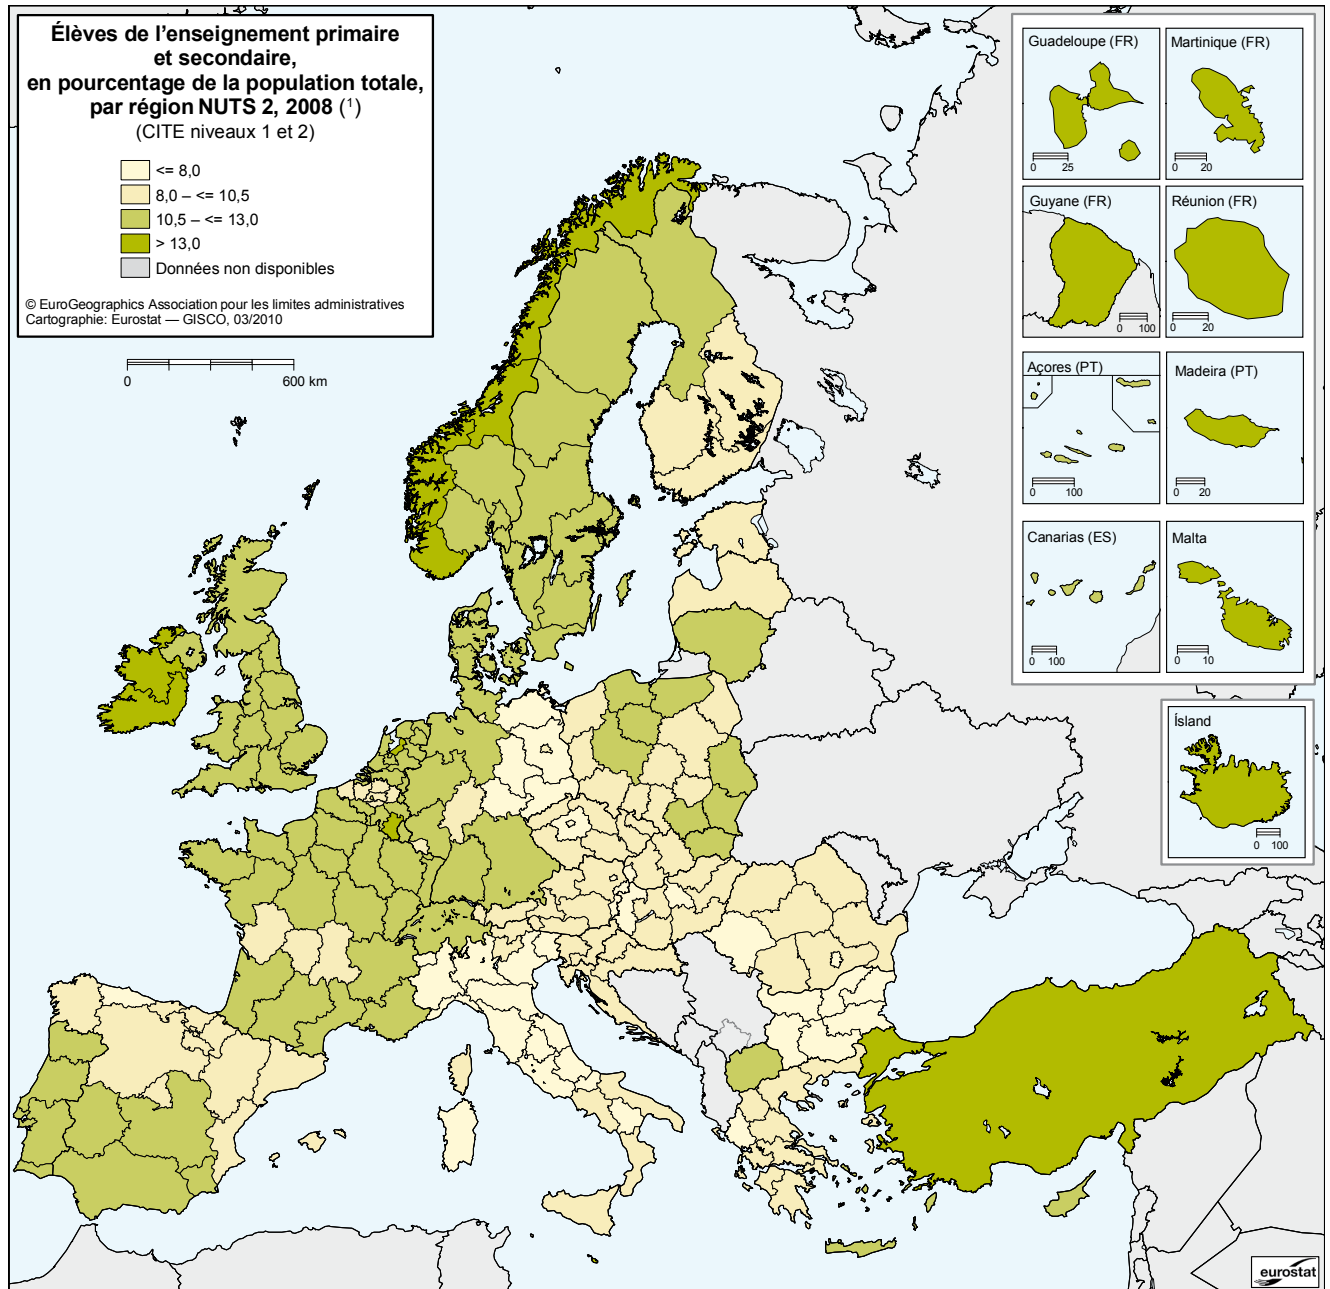 Élèves de l’enseignement primaire
et secondaire,
en pourcentage de la population totale,
par région NUTS 2, 2008 (¹)
(CITE niveaux 1 et 2)
<= 8,0
8,0 – <= 10,5
10,5 – <= 13,0
> 13,0
Données non disponibles
© EuroGeographics Association pour les limites administratives
Cartographie: Eurostat — GISCO, 03/2010
0 600 km
Guadeloupe (FR)
0 25
Martinique (FR)
0 20
Guyane (FR)
0 100
Réunion (FR)
0 20
Açores (PT)
0 100
Madeira (PT)
0 20
Canarias (ES)
0 100
Malta
0 10
Ísland
0 100
eurostat